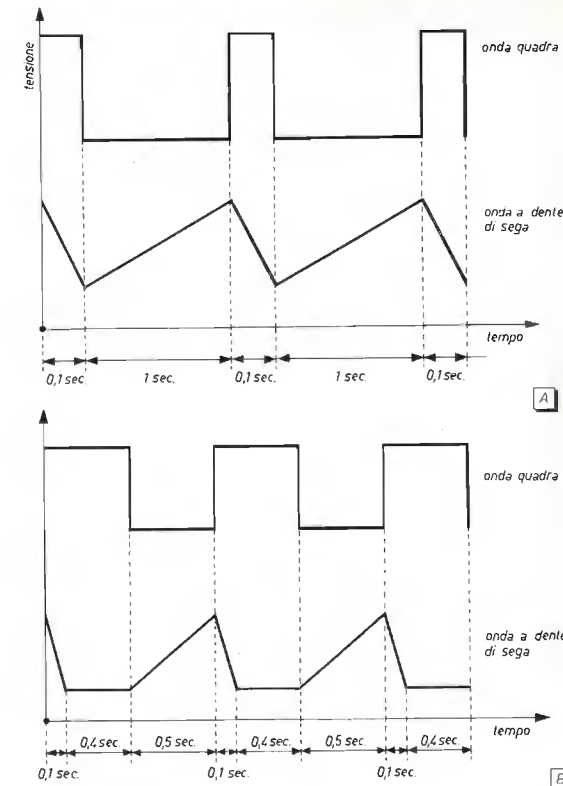 tensione
onda quadra
onda a dente
di sega
tempo
0,1 sec. 1 sec. 0,1 sec. 1 sec. 0,1 sec.
A
onda quadra
onda a dente
di sega
tempo
0,4 sec. 0,5 sec. 0,4 sec. 0,5 sec. 0,4 sec.
0,1 sec. 0,1 sec. 0,1 sec.
B